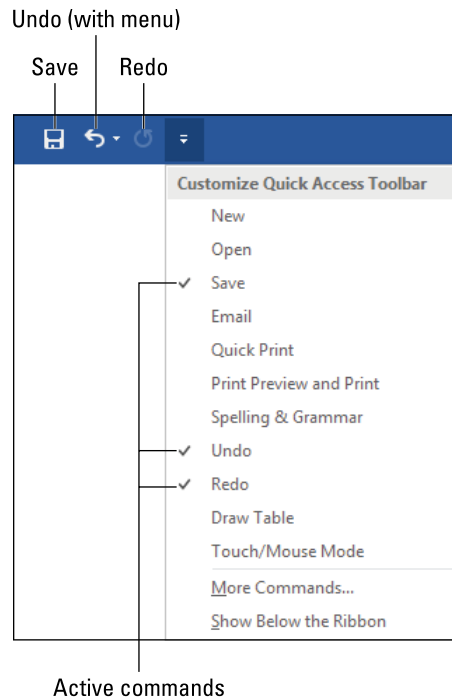 Undo (with menu)
Save Redo
Customize Quick Access Toolbar
New
Open
Save
Email
Quick Print
Print Preview and Print
Spelling & Grammar
Undo
Redo
Draw Table
Touch/Mouse Mode
More Commands...
Show Below the Ribbon
Active commands